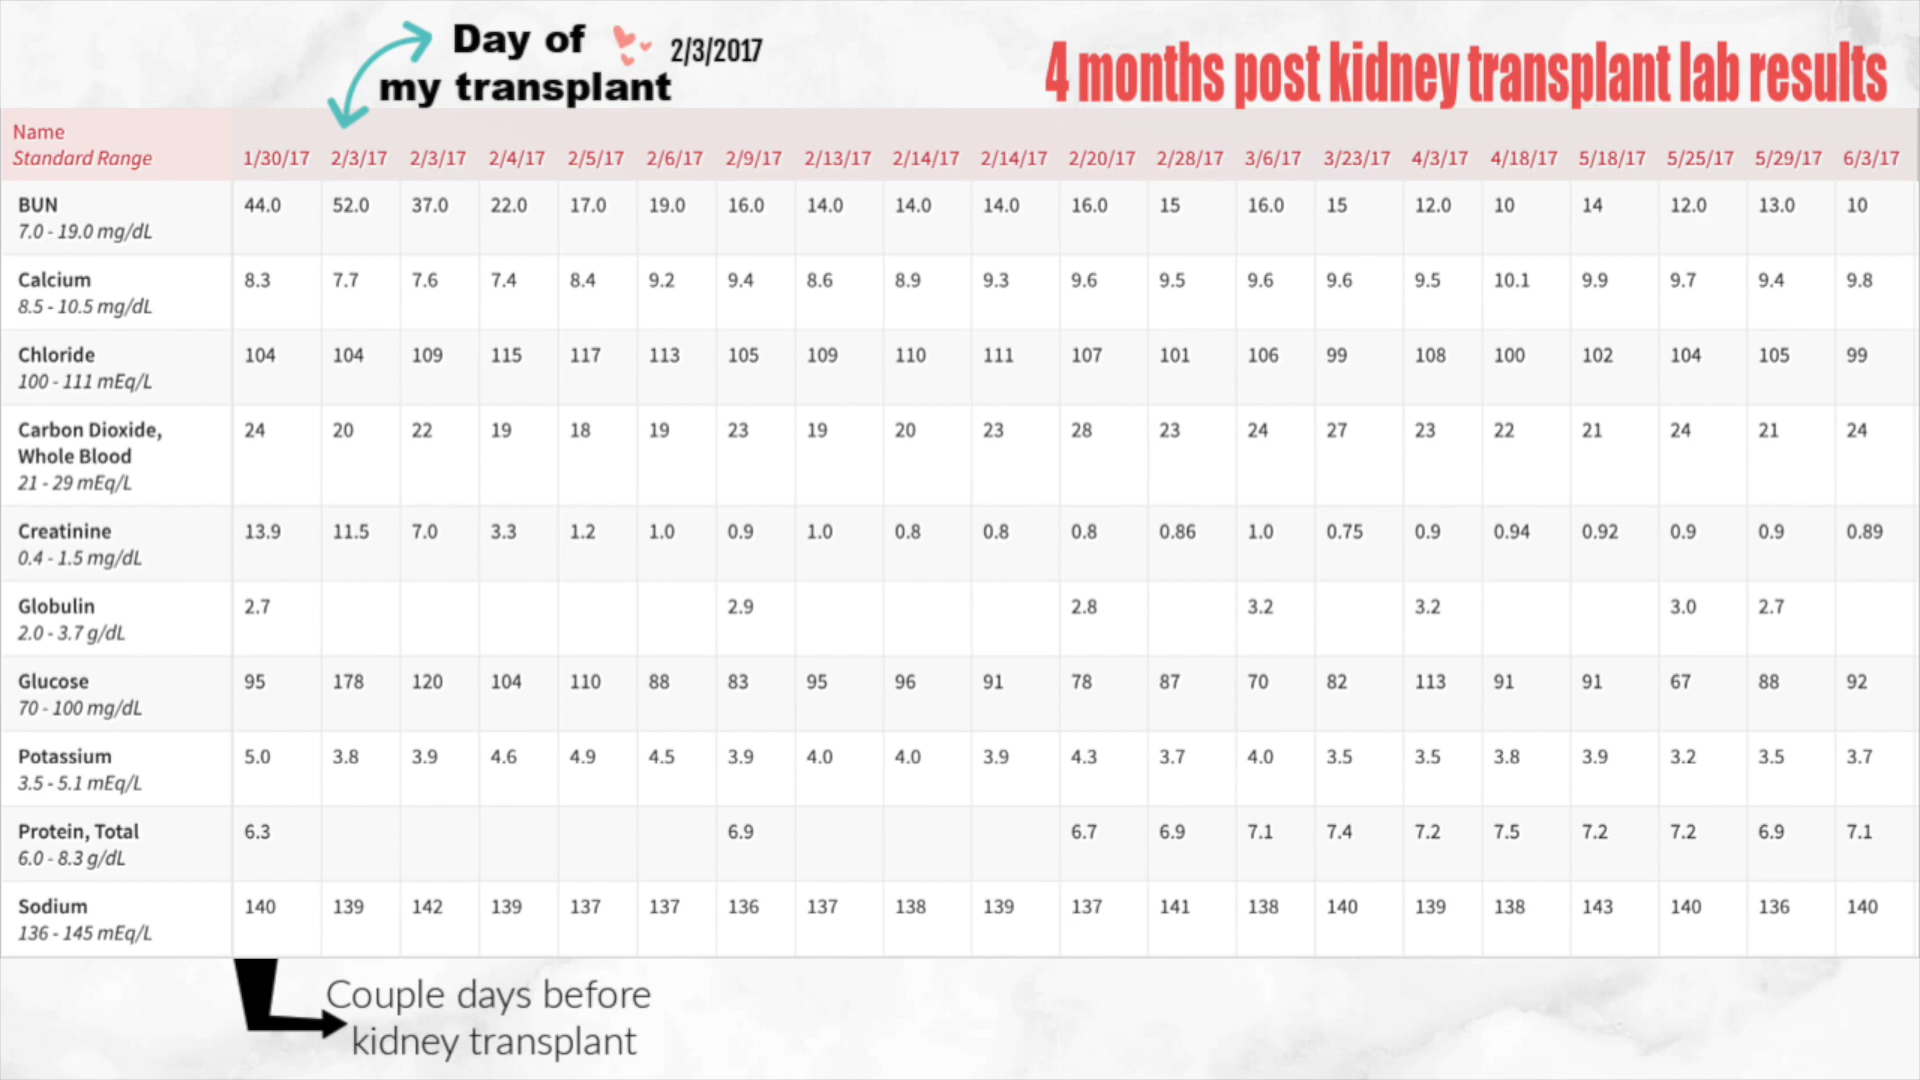 Day of 2/3/2017
my transplant
4 months post kidney transplant lab results
Name
Standard Range 1/30/17 2/3/17 2/3/17 2/4/17 2/5/17 2/6/17 2/9/17 2/13/17 2/14/17 2/14/17 2/20/17 2/28/17 3/6/17 3/23/17 4/3/17 4/18/17 5/18/17 5/25/17 5/29/17 6/3/17
BUN 44.0 52.0 37.0 22.0 17.0 19.0 16.0 14.0 14.0 14.0 16.0 15 16.0 15 12.0 10 14 12.0 13.0 10
7.0 - 19.0 mg/dL
Calcium 8.3 7.7 7.6 7.4 8.4 9.2 9.4 8.6 8.9 9.3 9.6 9.5 9.6 9.6 9.5 10.1 9.9 9.7 9.4 9.8
8.5 - 10.5 mg/dL
Chloride 104 104 109 115 117 113 105 109 110 111 107 101 106 99 108 100 102 104 105 99
100 - 111 mEq/L
Carbon Dioxide, 24 20 22 19 18 19 23 19 20 23 28 23 24 27 23 22 21 24 21 24
Whole Blood
21 - 29 mEq/L
Creatinine 13.9 11.5 7.0 3.3 1.2 1.0 0.9 1.0 0.8 0.8 0.8 0.86 1.0 0.75 0.9 0.94 0.92 0.9 0.9 0.89
0.4 - 1.5 mg/dL
Globulin 2.7 2.9 2.8 3.2 3.2 3.0 2.7
2.0 - 3.7 g/dL
Glucose 95 178 120 104 110 88 83 95 96 91 78 87 70 82 113 91 91 67 88 92
70 - 100 mg/dL
Potassium 5.0 3.8 3.9 4.6 4.9 4.5 3.9 4.0 4.0 3.9 4.3 3.7 4.0 3.5 3.5 3.8 3.9 3.2 3.5 3.7
3.5 - 5.1 mEq/L
Protein, Total 6.3 6.9 6.7 6.9 7.1 7.4 7.2 7.5 7.2 7.2 6.9 7.1
6.0 - 8.3 g/dL
Sodium 140 139 142 139 137 137 136 137 138 139 137 141 138 140 139 138 143 140 136 140
136 - 145 mEq/L
Couple days before
kidney transplant